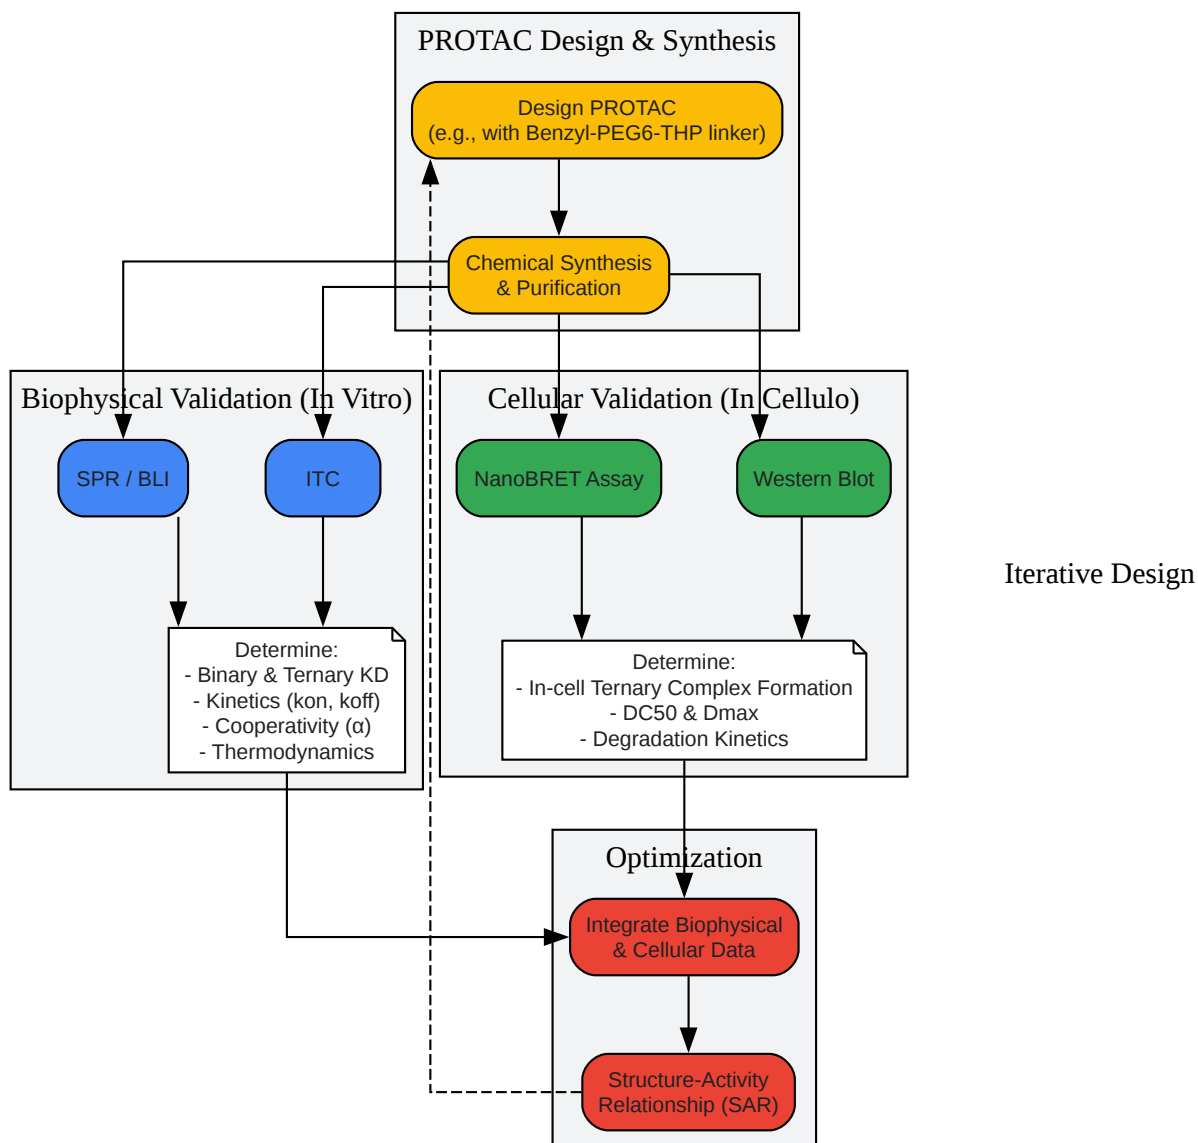 PROTAC Design & Synthesis
Design PROTAC
(e.g., with Benzyl-PEG6-THP linker)
Chemical Synthesis
& Purification
Biophysical Validation (In Vitro)
Cellular Validation (In Cellulo)
SPR / BLI
ITC
NanoBRET Assay
Western Blot
Iterative Design
Determine:
- Binary & Ternary KD
- Kinetics (kon, koff)
- Cooperativity (α)
- Thermodynamics
Determine:
- In-cell Ternary Complex Formation
- DC50 & Dmax
- Degradation Kinetics
Optimization
Integrate Biophysical
& Cellular Data
Structure-Activity
Relationship (SAR)